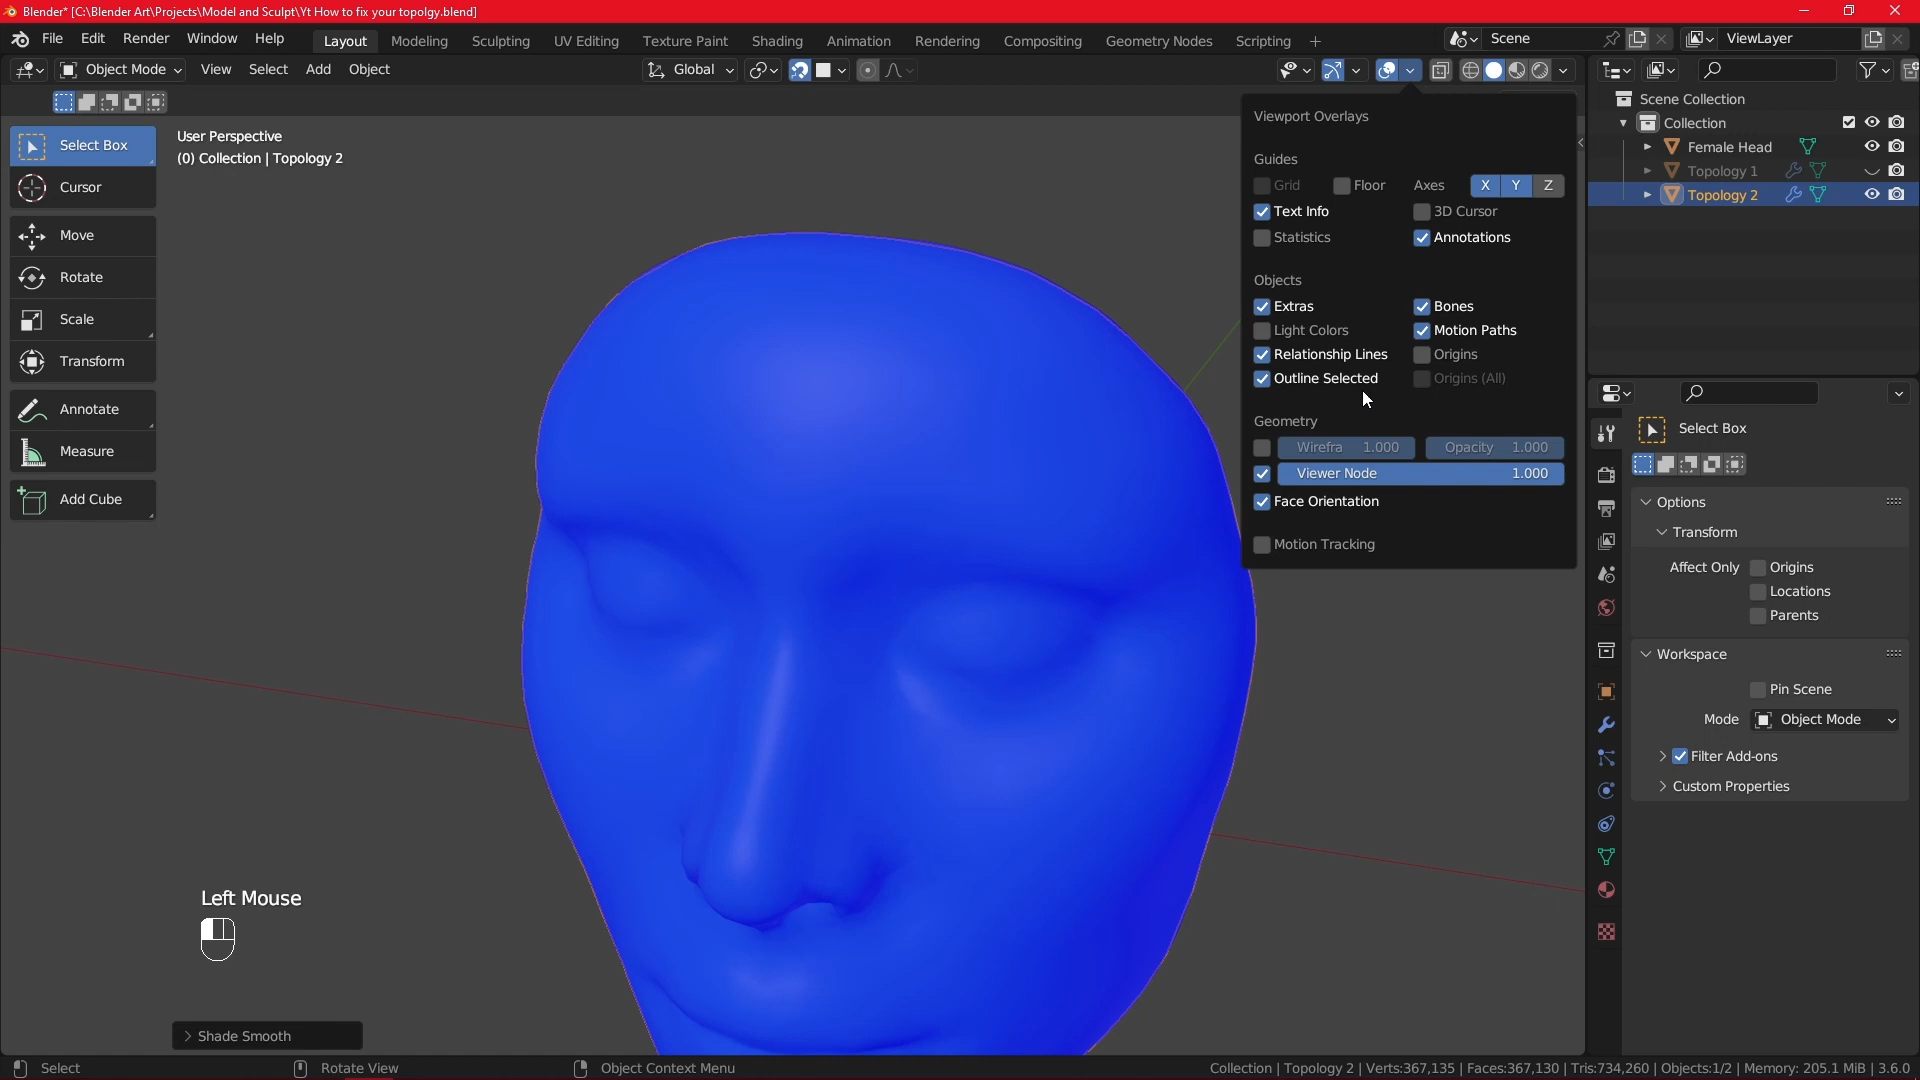 Blender* [C:\Blender Art\Projects\Model and Sculpt\Yt How to fix your topolgy.blend]
File Edit Render Window Help Layout Modeling Sculpting UV Editing Texture Paint Shading Animation Rendering Compositing Geometry Nodes Scripting + Scene ViewLayer
Object Mode View Select Add Object Global
User Perspective
(0) Collection | Topology 2
Select Box
Cursor
Move
Rotate
Scale
Transform
Annotate
Measure
Add Cube
Viewport Overlays
Guides
Grid Floor Axes X Y Z
Text Info 3D Cursor
Statistics Annotations
Objects
Extras Bones
Light Colors Motion Paths
Relationship Lines Origins
Outline Selected Origins (All)
Geometry
Wirefra 1.000 Opacity 1.000
Viewer Node 1.000
Face Orientation
Motion Tracking
Scene Collection
Collection
Female Head
Topology 1
Topology 2
Select Box
Options
Transform
Affect Only Origins
Locations
Parents
Workspace
Pin Scene
Mode Object Mode
Filter Add-ons
Custom Properties
Left Mouse
Shade Smooth
Select Rotate View Object Context Menu Collection | Topology 2 | Verts:367,135 | Faces:367,130 | Tris:734,260 | Objects:1/2 | Memory: 205.1 MiB | 3.6.0